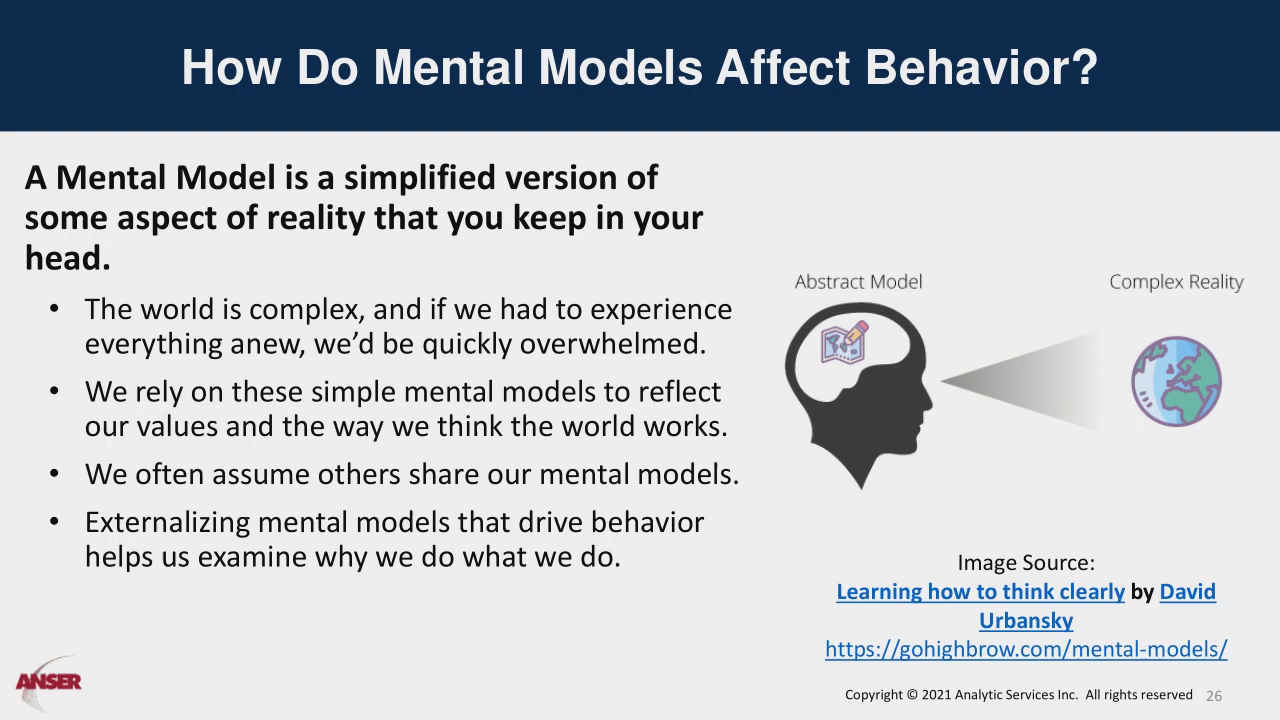 How Do Mental Models Affect Behavior?
A Mental Model is a simplified version of
some aspect of reality that you keep in your
head.
• The world is complex, and if we had to experience
everything anew, we’d be quickly overwhelmed.
• We rely on these simple mental models to reflect
our values and the way we think the world works.
• We often assume others share our mental models.
• Externalizing mental models that drive behavior
helps us examine why we do what we do.
Abstract Model
Complex Reality
Image Source:
Learning how to think clearly by David
Urbansky
https://gohighbrow.com/mental-models/
ANSER
Copyright © 2021 Analytic Services Inc. All rights reserved 26